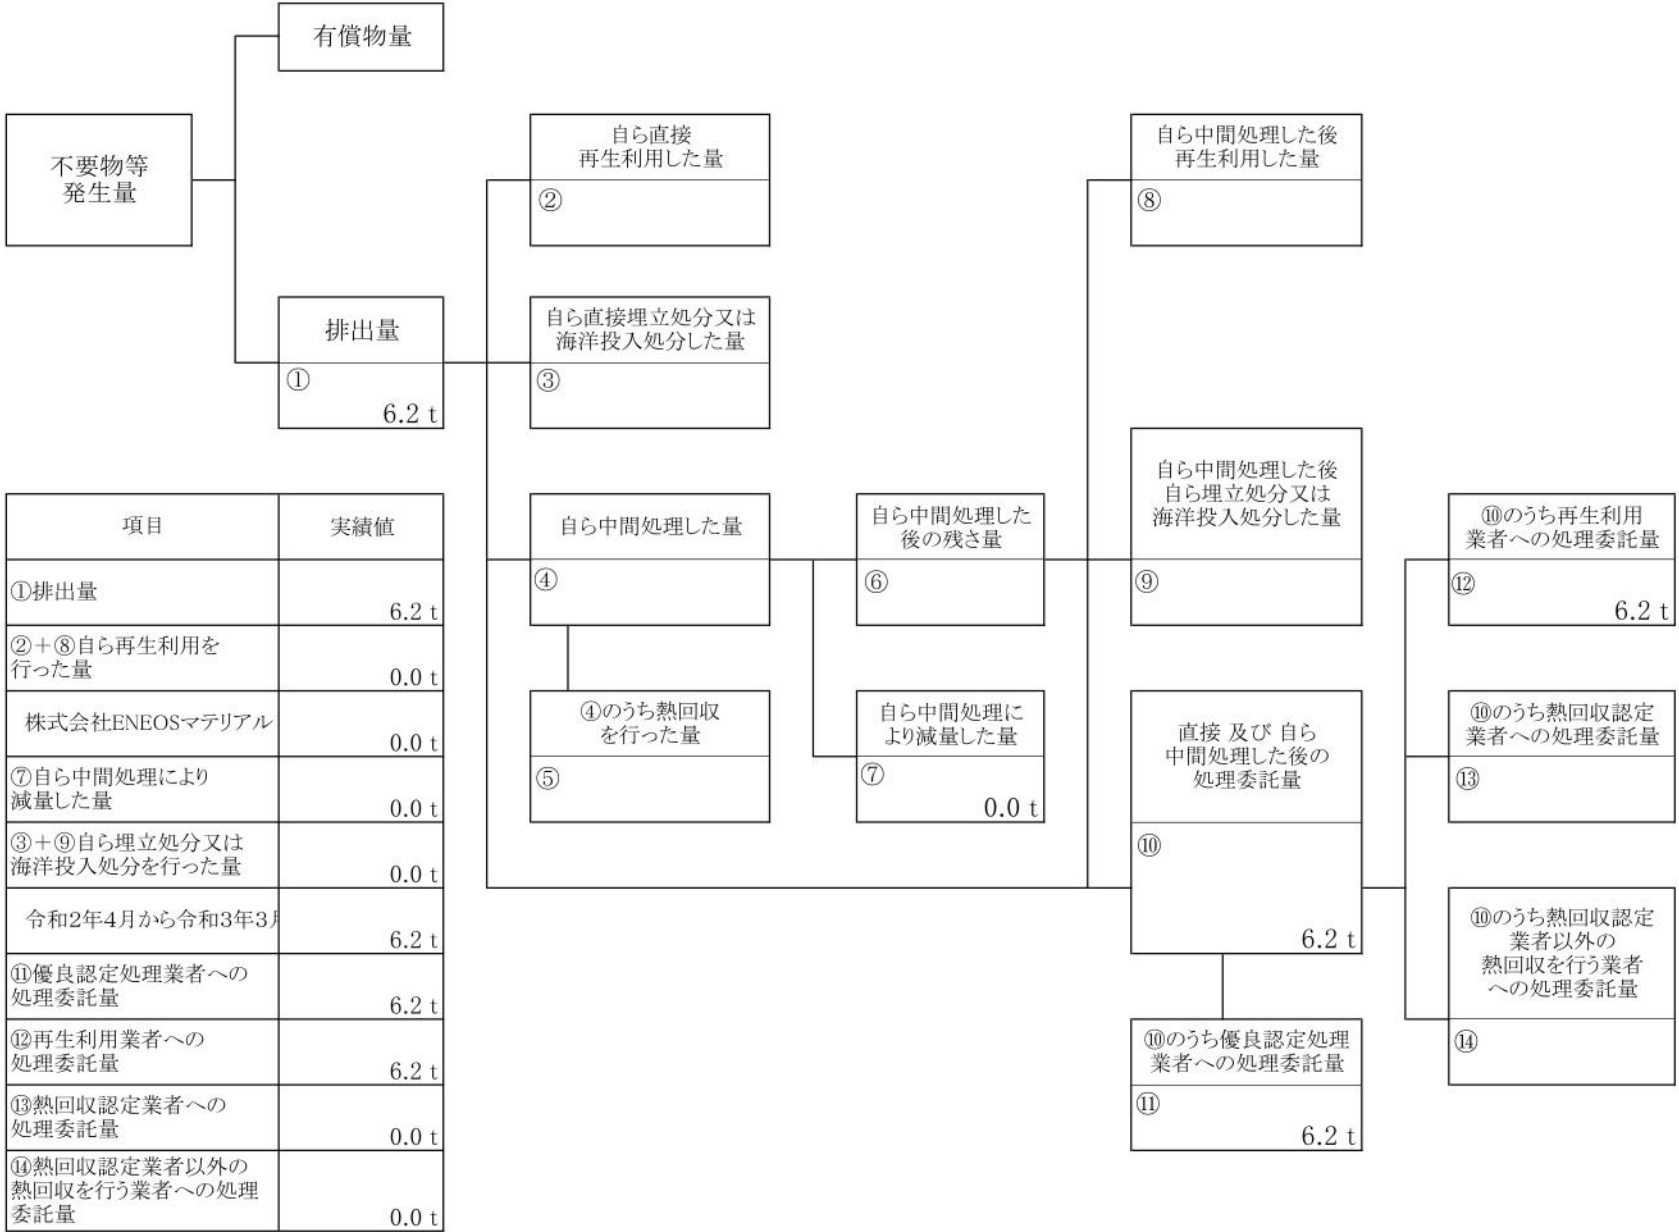 有償物量
不要物等
発生量
自ら直接
再生利用した量
②
自ら中間処理した後
再生利用した量
⑧
排出量
①
6.2 t
自ら直接埋立処分又は
海洋投入処分した量
③
自ら中間処理した量
④
自ら中間処理した
後の残さ量
⑥
自ら中間処理した後
自ら埋立処分又は
海洋投入処分した量
⑨
⑩のうち再生利用
業者への処理委託量
⑫
6.2 t
④のうち熱回収
を行った量
⑤
自ら中間処理に
より減量した量
⑦
0.0 t
直接 及び 自ら
中間処理した後の
処理委託量
⑩
6.2 t
⑩のうち熱回収認定
業者への処理委託量
⑬
⑩のうち熱回収認定
業者以外の
熱回収を行う業者
への処理委託量
⑭
⑩のうち優良認定処理
業者への処理委託量
⑪
6.2 t
項目 実績値
①排出量
6.2 t
②+⑧自ら再生利用を
行った量
0.0 t
株式会社ENEOSマテリアル
0.0 t
⑦自ら中間処理により
減量した量
0.0 t
③+⑨自ら埋立処分又は
海洋投入処分を行った量
0.0 t
令和2年4月から令和3年3月
6.2 t
⑪優良認定処理業者への
処理委託量
6.2 t
⑫再生利用業者への
処理委託量
6.2 t
⑬熱回収認定業者への
処理委託量
0.0 t
⑭熱回収認定業者以外の
熱回収を行う業者への処理
委託量
0.0 t